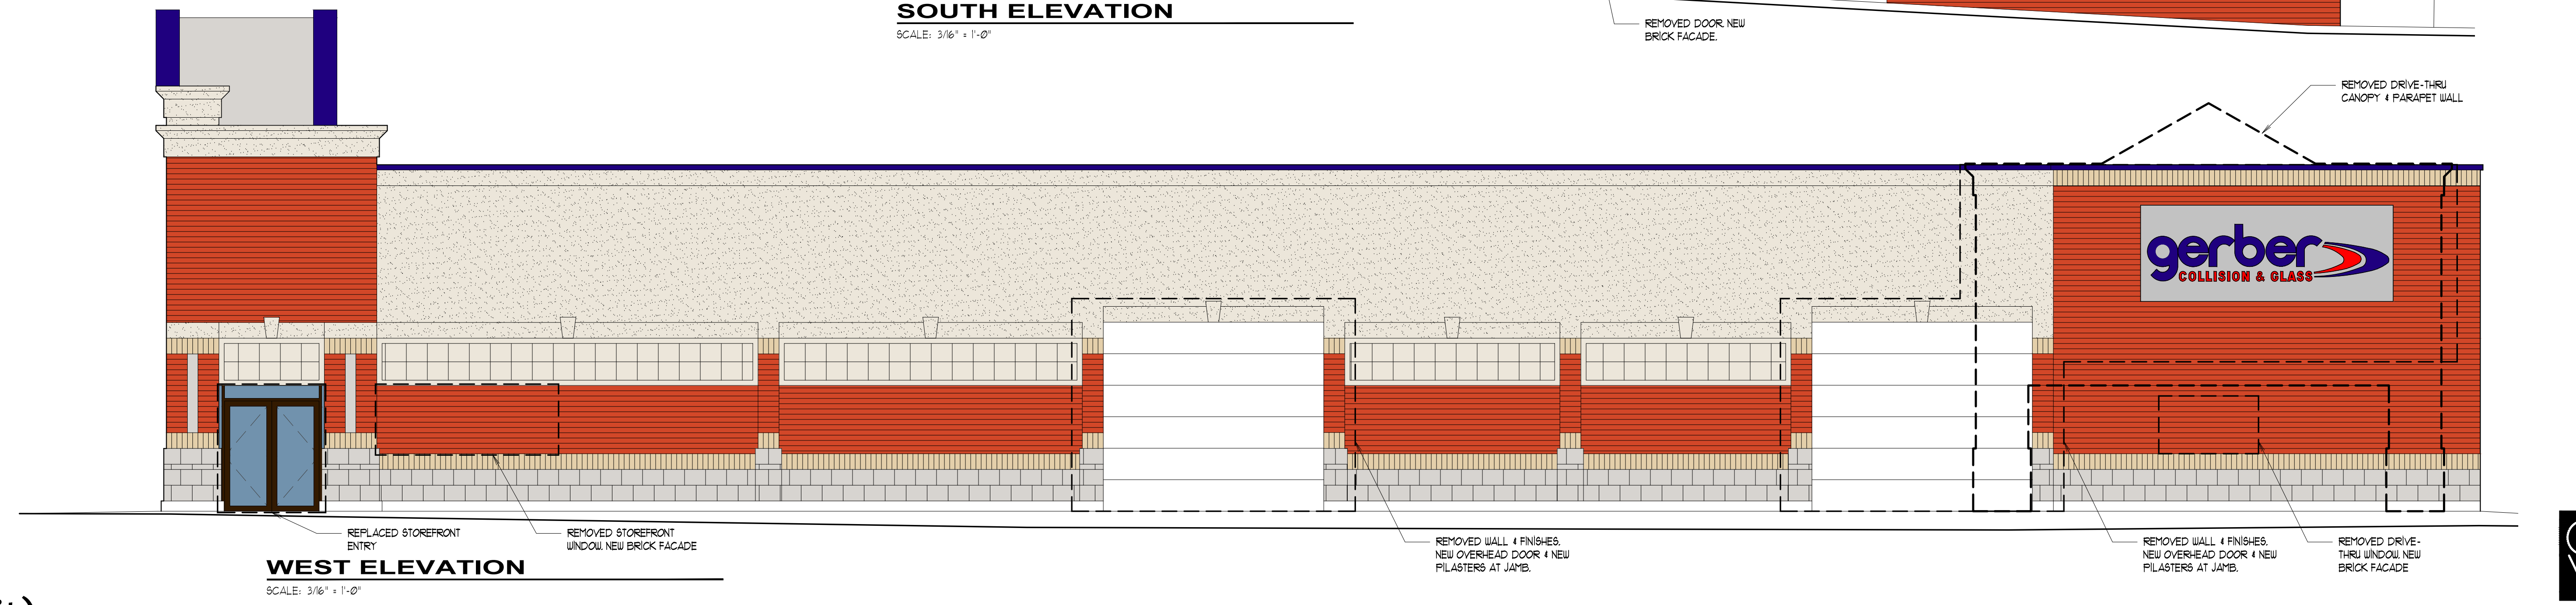 SOUTH ELEVATION
SCALE: 3/16" = 1'-0"
REMOVED DOOR, NEW
BRICK FACADE.
REMOVED DRIVE-THRU
CANOPY & PARAPET WALL
gerber
COLLISION & GLASS
REPLACED STOREFRONT
ENTRY
REMOVED STOREFRONT
WINDOW, NEW BRICK FACADE
REMOVED WALL & FINISHES.
NEW OVERHEAD DOOR & NEW
PILASTERS AT JAMB.
REMOVED WALL & FINISHES.
NEW OVERHEAD DOOR & NEW
PILASTERS AT JAMB.
REMOVED DRIVE-
THRU WINDOW, NEW
BRICK FACADE
WEST ELEVATION
SCALE: 3/16" = 1'-0"